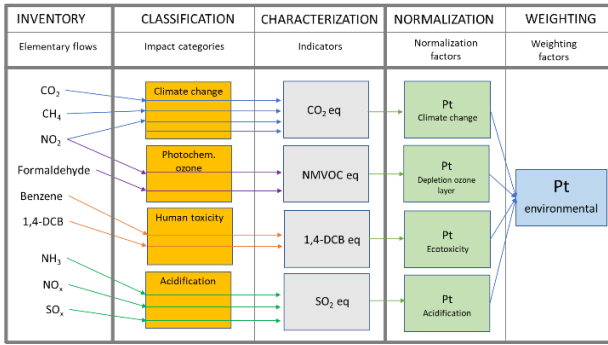 INVENTORY
CLASSIFICATION
CHARACTERIZATION
NORMALIZATION
WEIGHTING
Elementary flows
Impact categories
Indicators
Normalization
factors
Weighting
factors
CO₂
CH₄
NO₂
Formaldehyde
Benzene
1,4-DCB
NH₃
NOₓ
SOₓ
Climate change
Photochem.
ozone
Human toxicity
Acidification
CO₂ eq
NMVOC eq
1,4-DCB eq
SO₂ eq
Pt
Climate change
Pt
Depletion ozone
layer
Pt
Ecotoxicity
Pt
Acidification
Pt
environmental